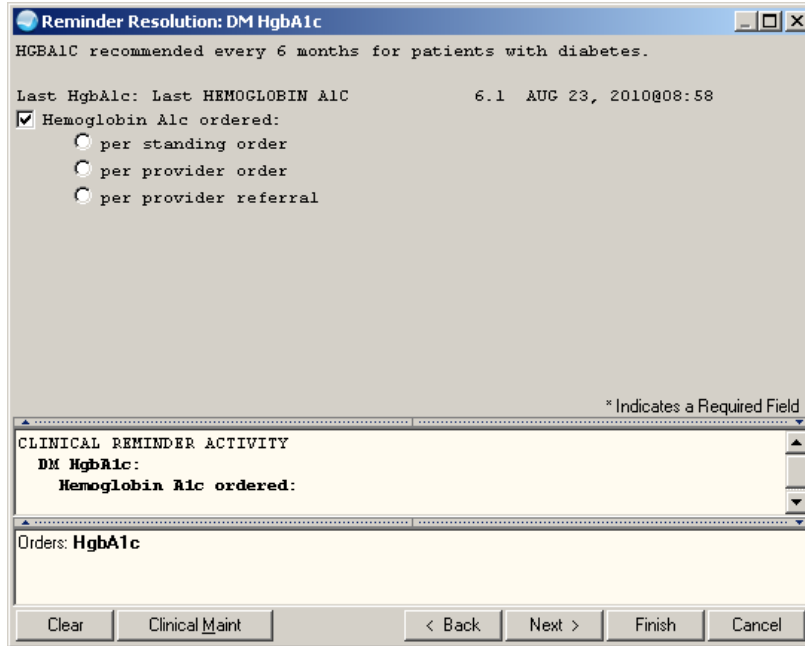 Reminder Resolution: DM HgbA1c
HGBA1C recommended every 6 months for patients with diabetes.
Last HgbA1c: Last HEMOGLOBIN A1C 6.1 AUG 23, 2010@08:58
Hemoglobin A1c ordered:
per standing order
per provider order
per provider referral
* Indicates a Required Field
CLINICAL REMINDER ACTIVITY
DM HgbA1c:
Hemoglobin A1c ordered:
Orders: HgbA1c
Clear Clinical Maint < Back Next > Finish Cancel